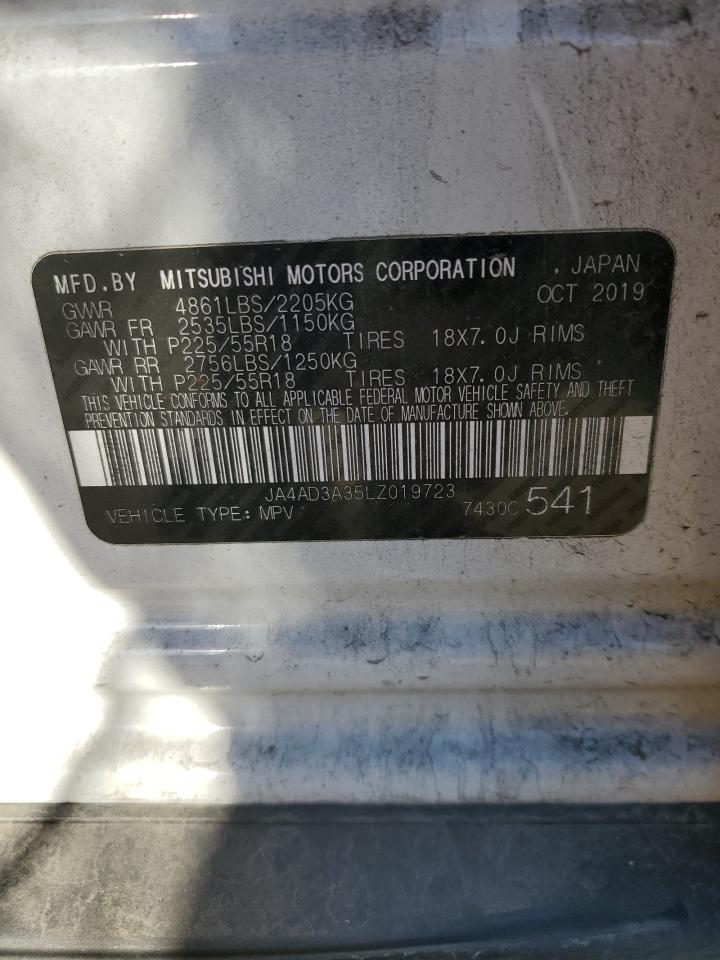 MFD.BY MITSUBISHI MOTORS CORPORATION , JAPAN
GVWR 4861LBS/2205KG OCT 2019
GAWR FR 2535LBS/1150KG
WITH P225/55R18 TIRES 18X7.0J RIMS
GAWR RR 2756LBS/1250KG
WITH P225/55R18 TIRES 18X7.0J RIMS
THIS VEHICLE CONFORMS TO ALL APPLICABLE FEDERAL MOTOR VEHICLE SAFETY AND THEFT
PREVENTION STANDARDS IN EFFECT ON THE DATE OF MANUFACTURE SHOWN ABOVE.
JA4AD3A35LZ019723
VEHICLE TYPE: MPV 7430C 541